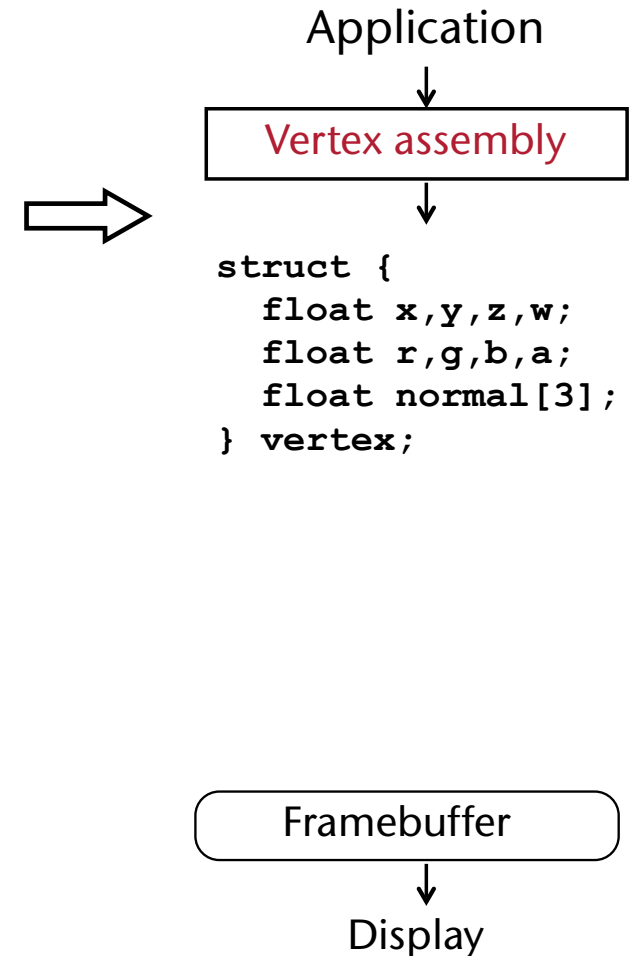 Application
Vertex assembly
struct {
  float x,y,z,w;
  float r,g,b,a;
  float normal[3];
} vertex;
Framebuffer
Display